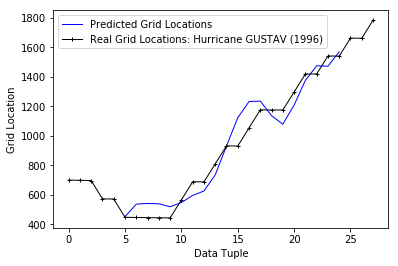 Predicted Grid Locations
Real Grid Locations: Hurricane GUSTAV (1996)
1800
1600
1400
1200
1000
800
600
400
Grid Location
0 5 10 15 20 25
Data Tuple